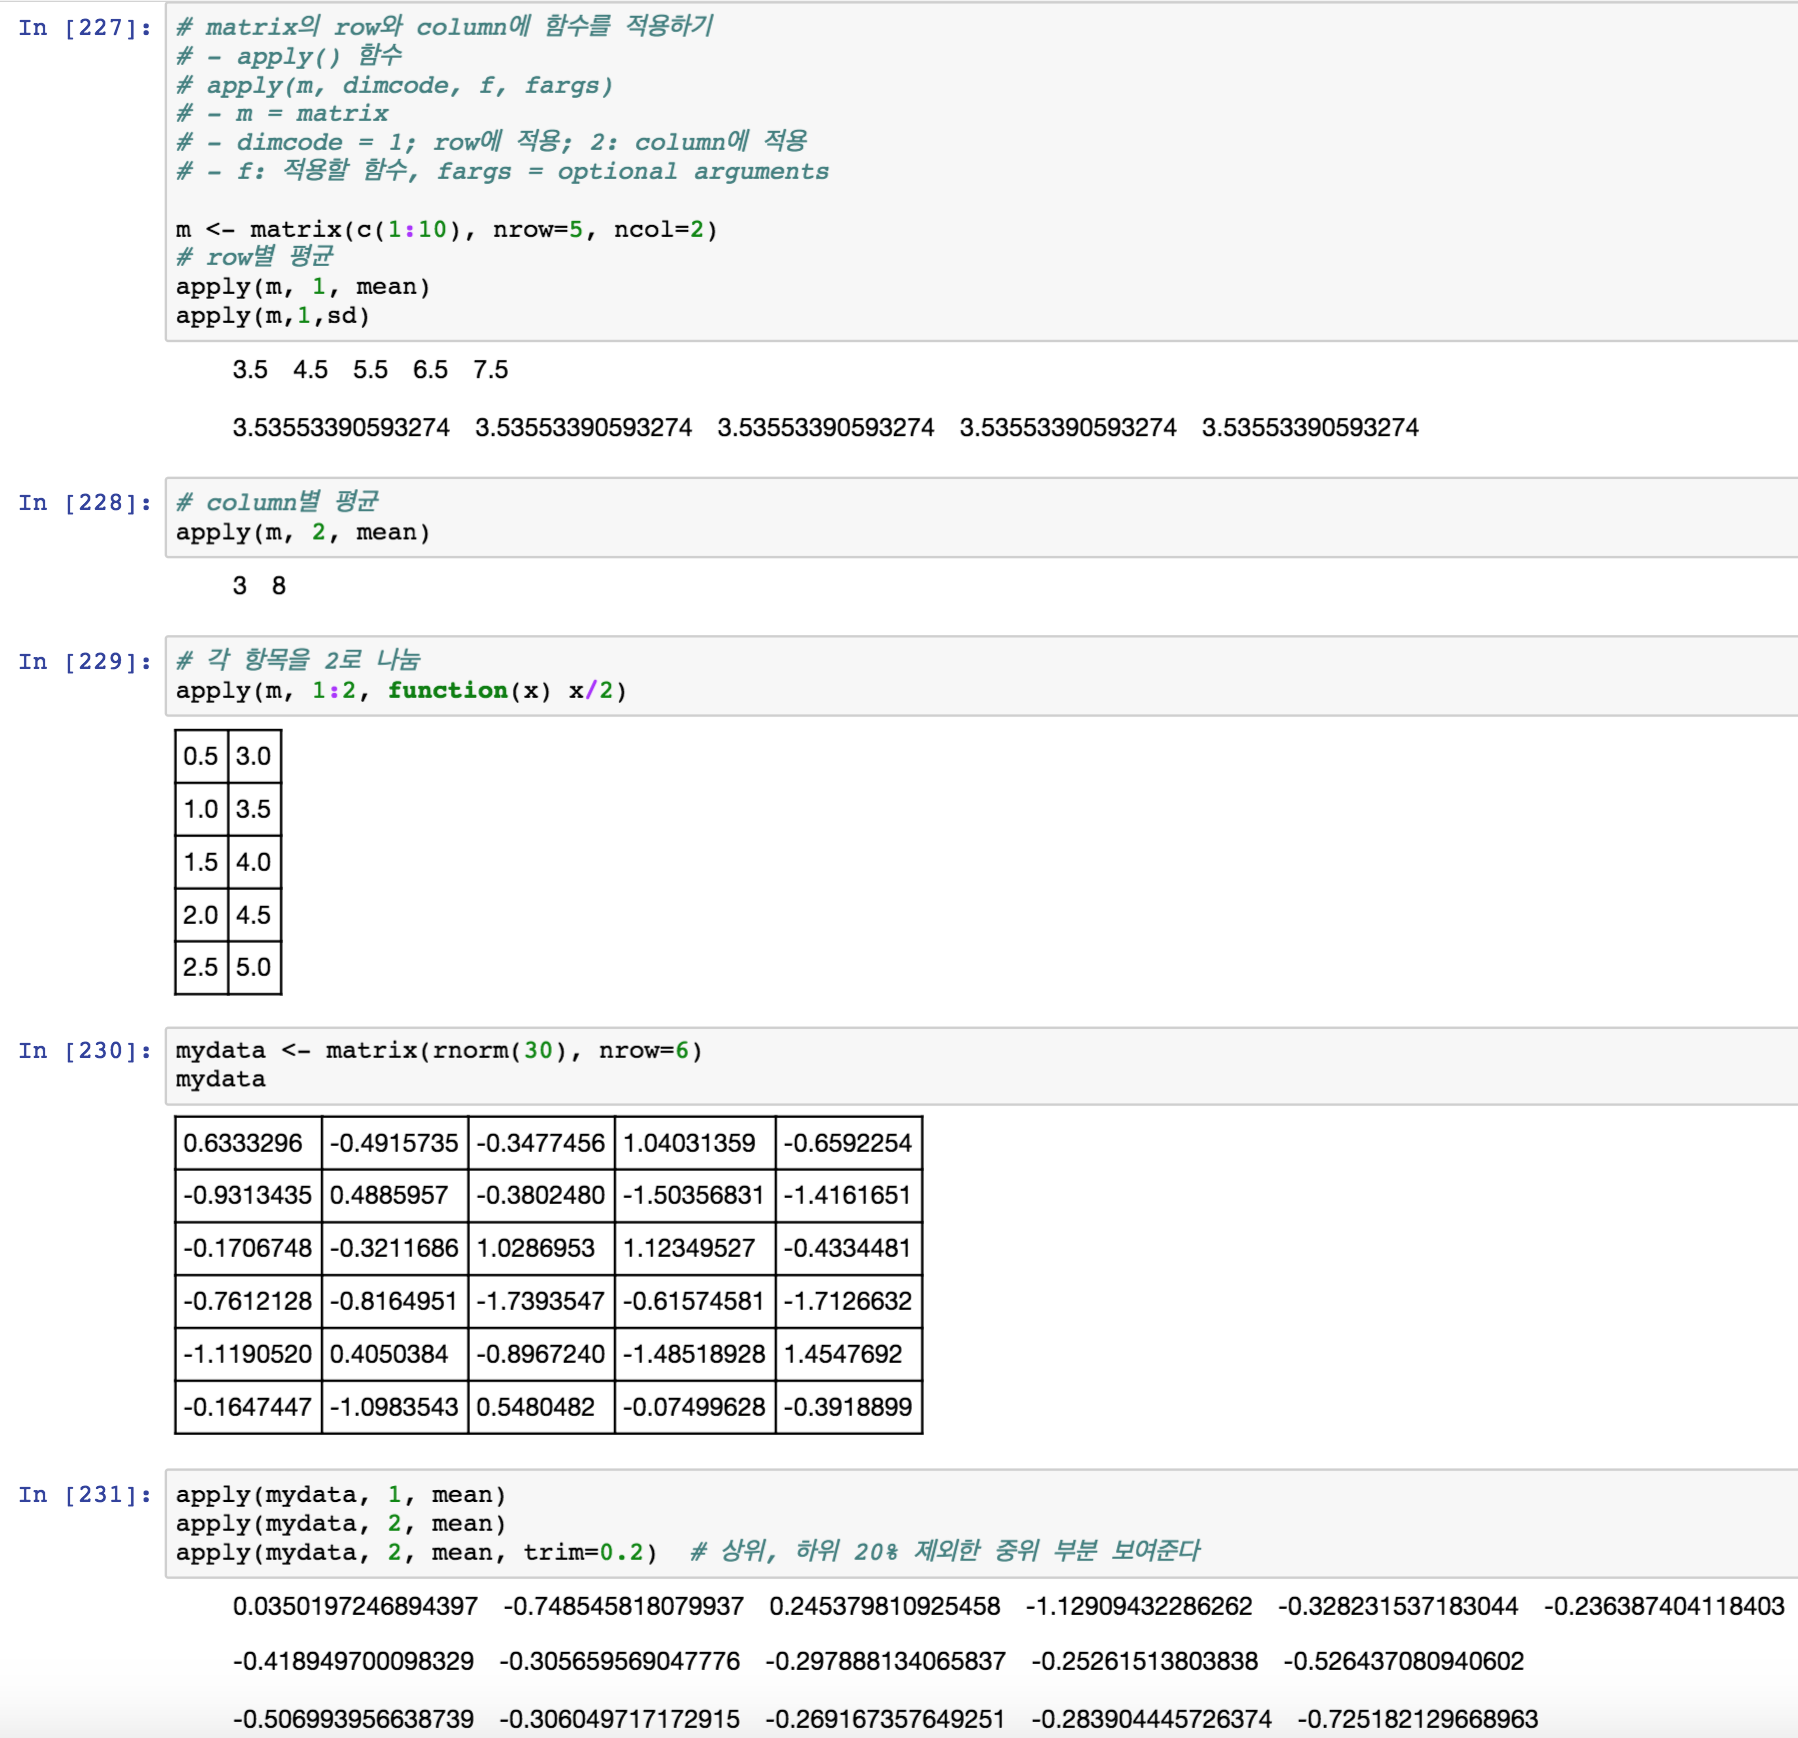 In [227]: # matrix의 row와 column에 함수를 적용하기
# - apply() 함수
# apply(m, dimcode, f, fargs)
# - m = matrix
# - dimcode = 1; row에 적용; 2: column에 적용
# - f: 적용할 함수, fargs = optional arguments
m <- matrix(c(1:10), nrow=5, ncol=2)
# row별 평균
apply(m, 1, mean)
apply(m,1,sd)
3.5 4.5 5.5 6.5 7.5
3.53553390593274 3.53553390593274 3.53553390593274 3.53553390593274 3.53553390593274
In [228]: # column별 평균
apply(m, 2, mean)
3 8
In [229]: # 각 항목을 2로 나눔
apply(m, 1:2, function(x) x/2)
0.5 3.0
1.0 3.5
1.5 4.0
2.0 4.5
2.5 5.0
In [230]: mydata <- matrix(rnorm(30), nrow=6)
mydata
0.6333296 -0.4915735 -0.3477456 1.04031359 -0.6592254
-0.9313435 0.4885957 -0.3802480 -1.50356831 -1.4161651
-0.1706748 -0.3211686 1.0286953 1.12349527 -0.4334481
-0.7612128 -0.8164951 -1.7393547 -0.61574581 -1.7126632
-1.1190520 0.4050384 -0.8967240 -1.48518928 1.4547692
-0.1647447 -1.0983543 0.5480482 -0.07499628 -0.3918899
In [231]: apply(mydata, 1, mean)
apply(mydata, 2, mean)
apply(mydata, 2, mean, trim=0.2) # 상위, 하위 20% 제외한 중위 부분 보여준다
0.0350197246894397 -0.748545818079937 0.245379810925458 -1.12909432286262 -0.328231537183044 -0.236387404118403
-0.418949700098329 -0.305659569047776 -0.297888134065837 -0.25261513803838 -0.526437080940602
-0.506993956638739 -0.306049717172915 -0.269167357649251 -0.283904445726374 -0.725182129668963